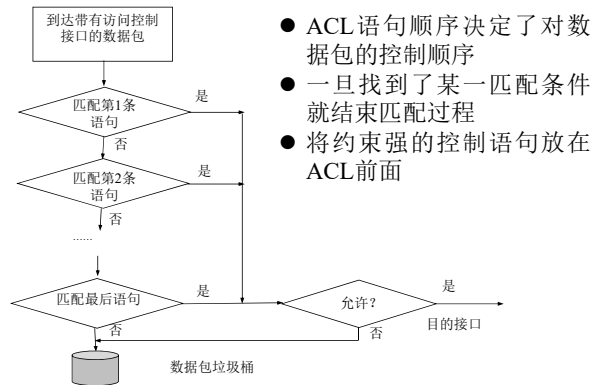 到达带有访问控制
接口的数据包
● ACL语句顺序决定了对数
据包的控制顺序
● 一旦找到了某一匹配条件
就结束匹配过程
● 将约束强的控制语句放在
ACL前面
匹配第1条
语句
是
否
匹配第2条
语句
是
否
......
匹配最后语句
是
否
允许?
是
否
目的接口
数据包垃圾桶